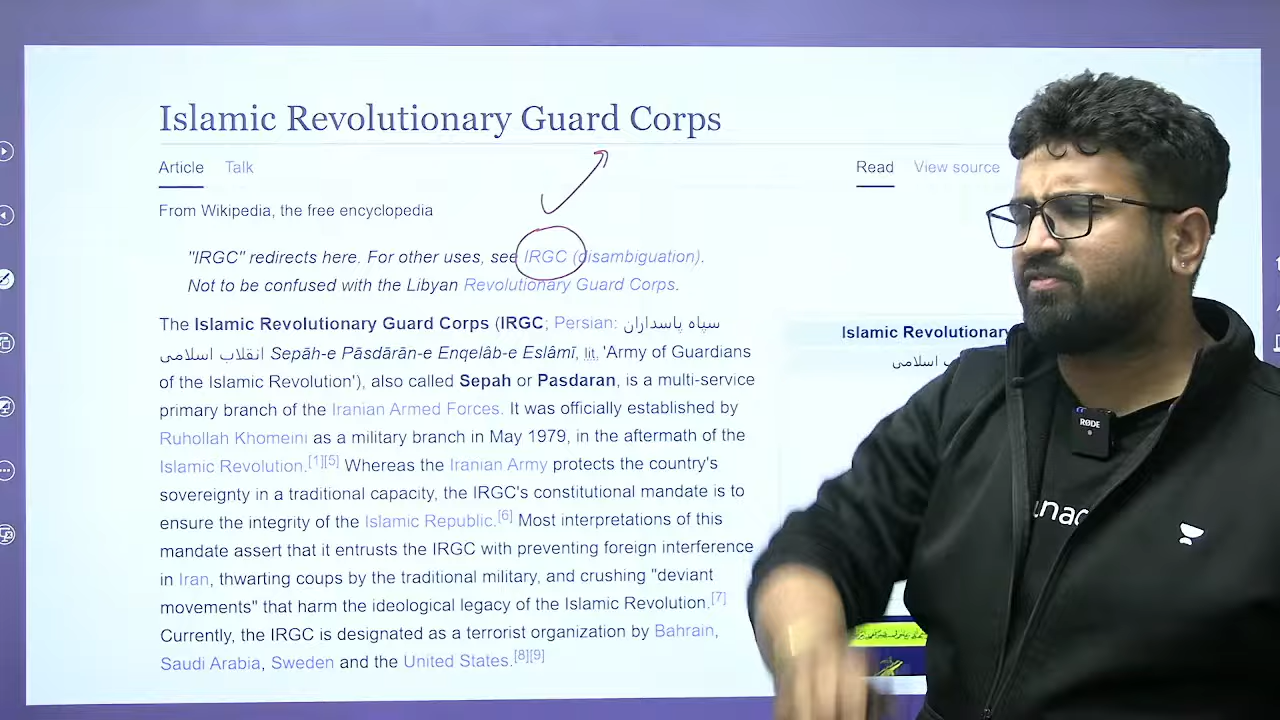 Islamic Revolutionary Guard Corps
Article Talk
Read View source
From Wikipedia, the free encyclopedia
"IRGC" redirects here. For other uses, see IRGC (disambiguation).
Not to be confused with the Libyan Revolutionary Guard Corps.
The Islamic Revolutionary Guard Corps (IRGC; Persian: سپاه پاسداران
انقلاب اسلامی Sepāh-e Pāsdārān-e Enqelāb-e Eslāmī, lit. 'Army of Guardians
of the Islamic Revolution'), also called Sepah or Pasdaran, is a multi-service
primary branch of the Iranian Armed Forces. It was officially established by
Ruhollah Khomeini as a military branch in May 1979, in the aftermath of the
Islamic Revolution.[1][5] Whereas the Iranian Army protects the country's
sovereignty in a traditional capacity, the IRGC's constitutional mandate is to
ensure the integrity of the Islamic Republic.[6] Most interpretations of this
mandate assert that it entrusts the IRGC with preventing foreign interference
in Iran, thwarting coups by the traditional military, and crushing "deviant
movements" that harm the ideological legacy of the Islamic Revolution.[7]
Currently, the IRGC is designated as a terrorist organization by Bahrain,
Saudi Arabia, Sweden and the United States.[8][9]
Islamic Revolutionary
اسلامی
RØDE